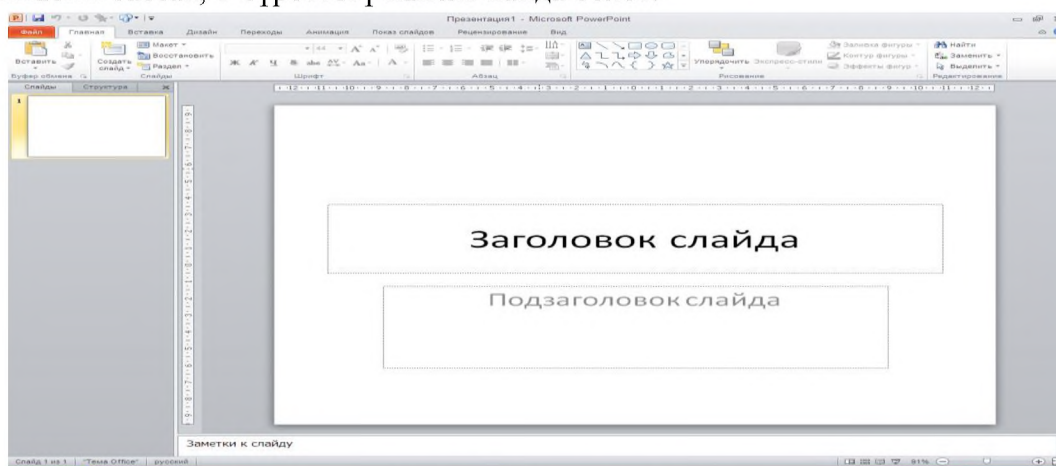 Презентация1 - Microsoft PowerPoint
Файл Главная Вставка Дизайн Переходы Анимация Показ слайдов Рецензирование Вид
Вставить
Создать слайд
Макет
Восстановить
Раздел
Ж К Ч abc Aa A
Упорядочить Экспресс-стили
Заливка фигуры
Контур фигуры
Эффекты фигур
Найти
Заменить
Выделить
Буфер обмена Слайды Шрифт Абзац Рисование Редактирование
Слайды Структура
1
Заголовок слайда
Подзаголовок слайда
Заметки к слайду
Слайд 1 из 1 "Тема Office" русский 91%